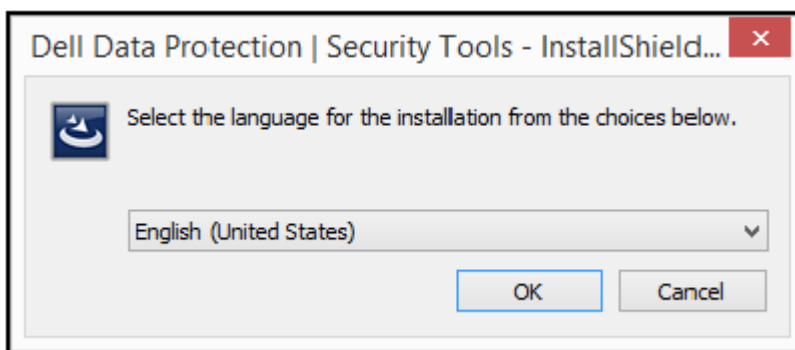 Dell Data Protection | Security Tools - InstallShield...
Select the language for the installation from the choices below.
English (United States)
OK
Cancel